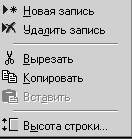 Новая запись
Удалить запись
Вырезать
Копировать
Вставить
Высота строки...